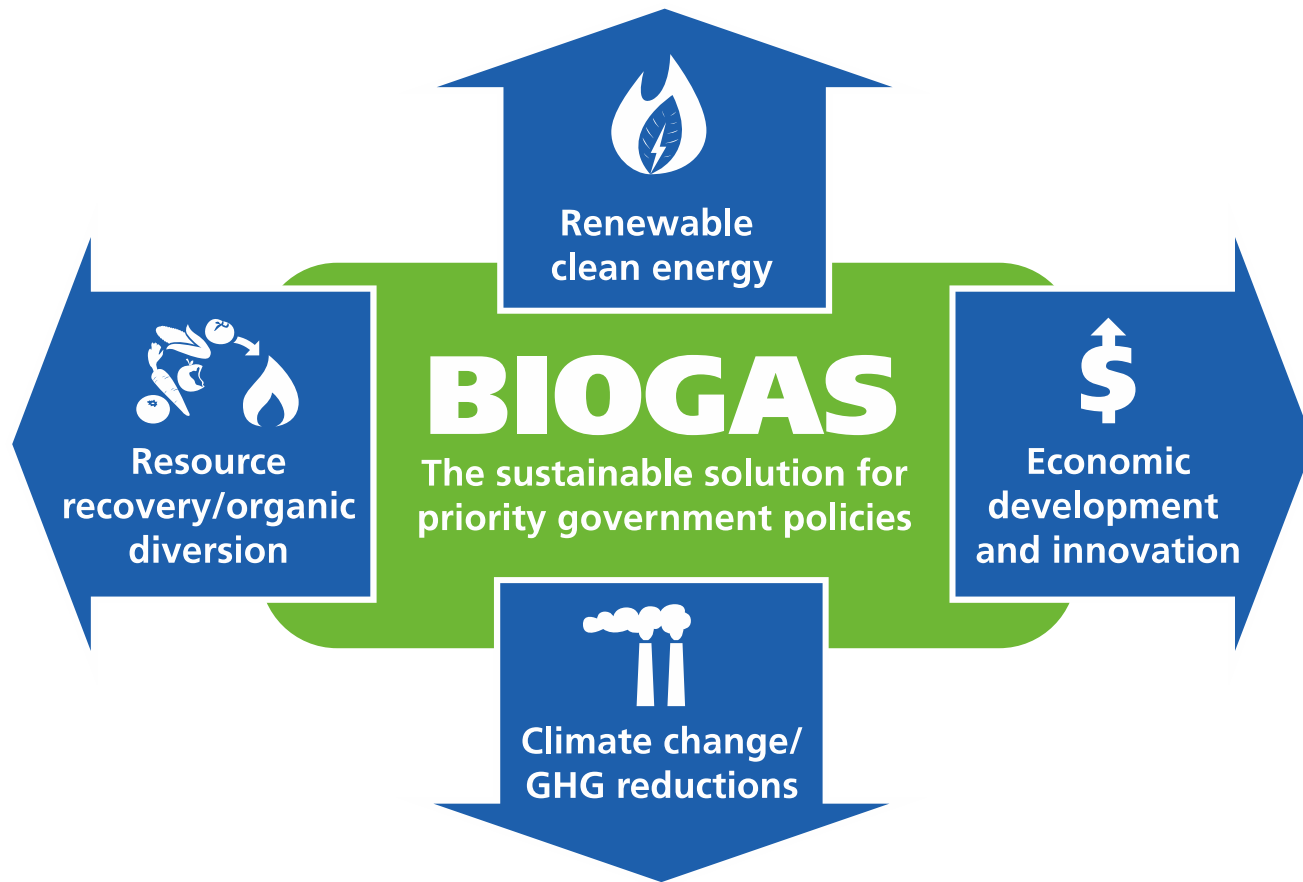 Renewable
clean energy
Resource
recovery/organic
diversion
BIOGAS
The sustainable solution for
priority government policies
$
Economic
development
and innovation
Climate change/
GHG reductions